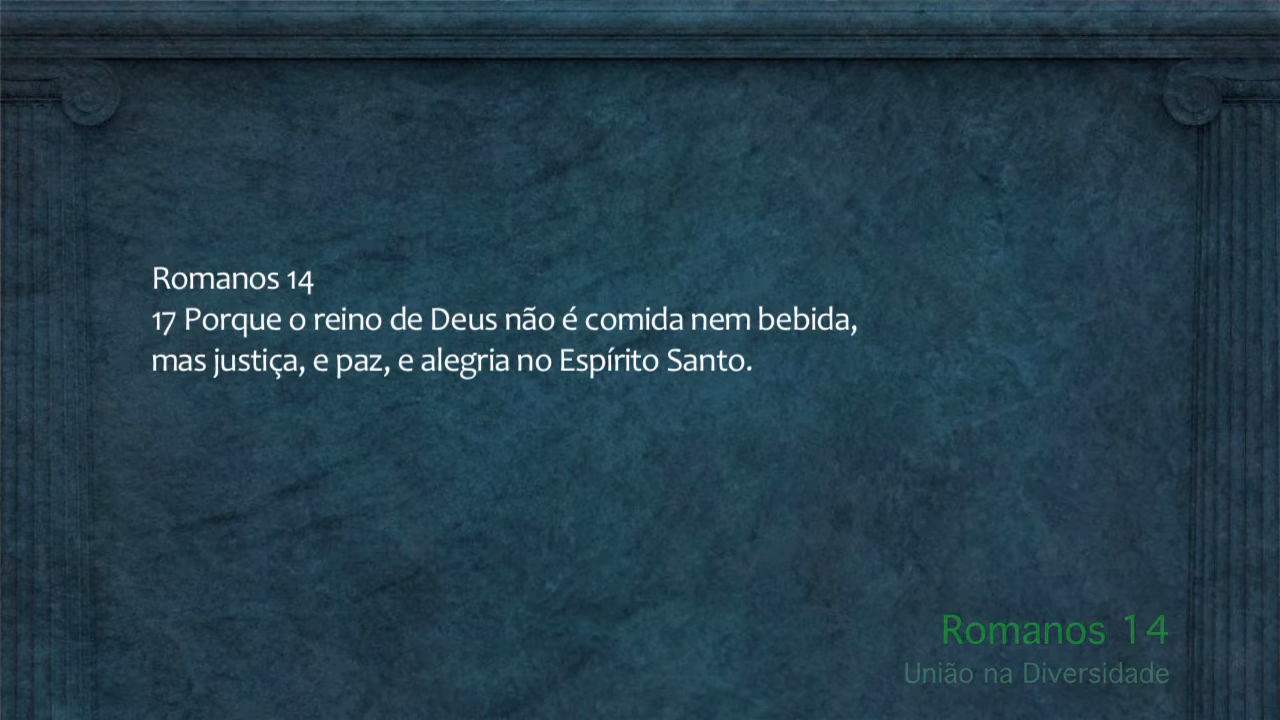 Romanos 14
17 Porque o reino de Deus não é comida nem bebida,
mas justiça, e paz, e alegria no Espírito Santo.
Romanos 14
União na Diversidade